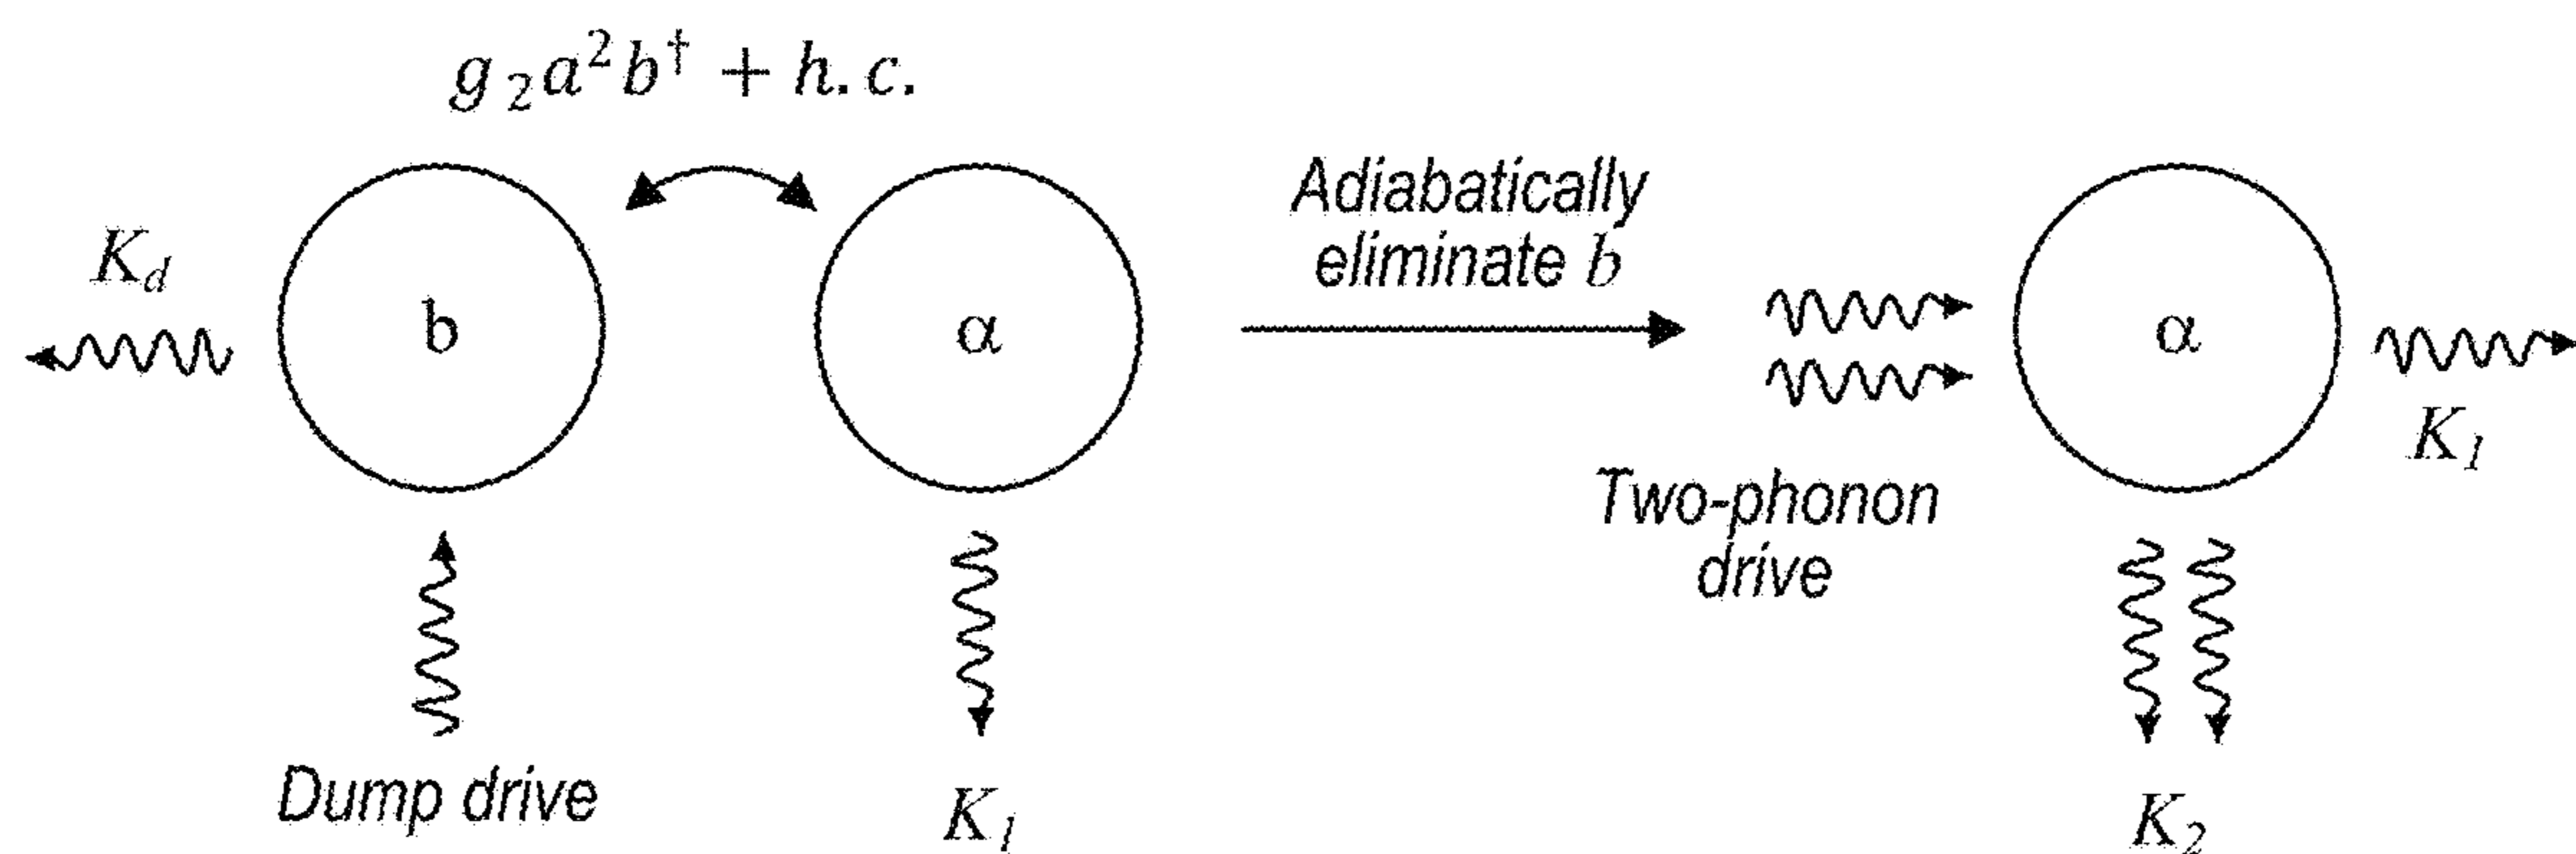 g₂a²b† + h.c.
K_d
b
α
Dump drive
K₁
Adiabatically
eliminate b
Two-phonon
drive
α
K₁
K₂